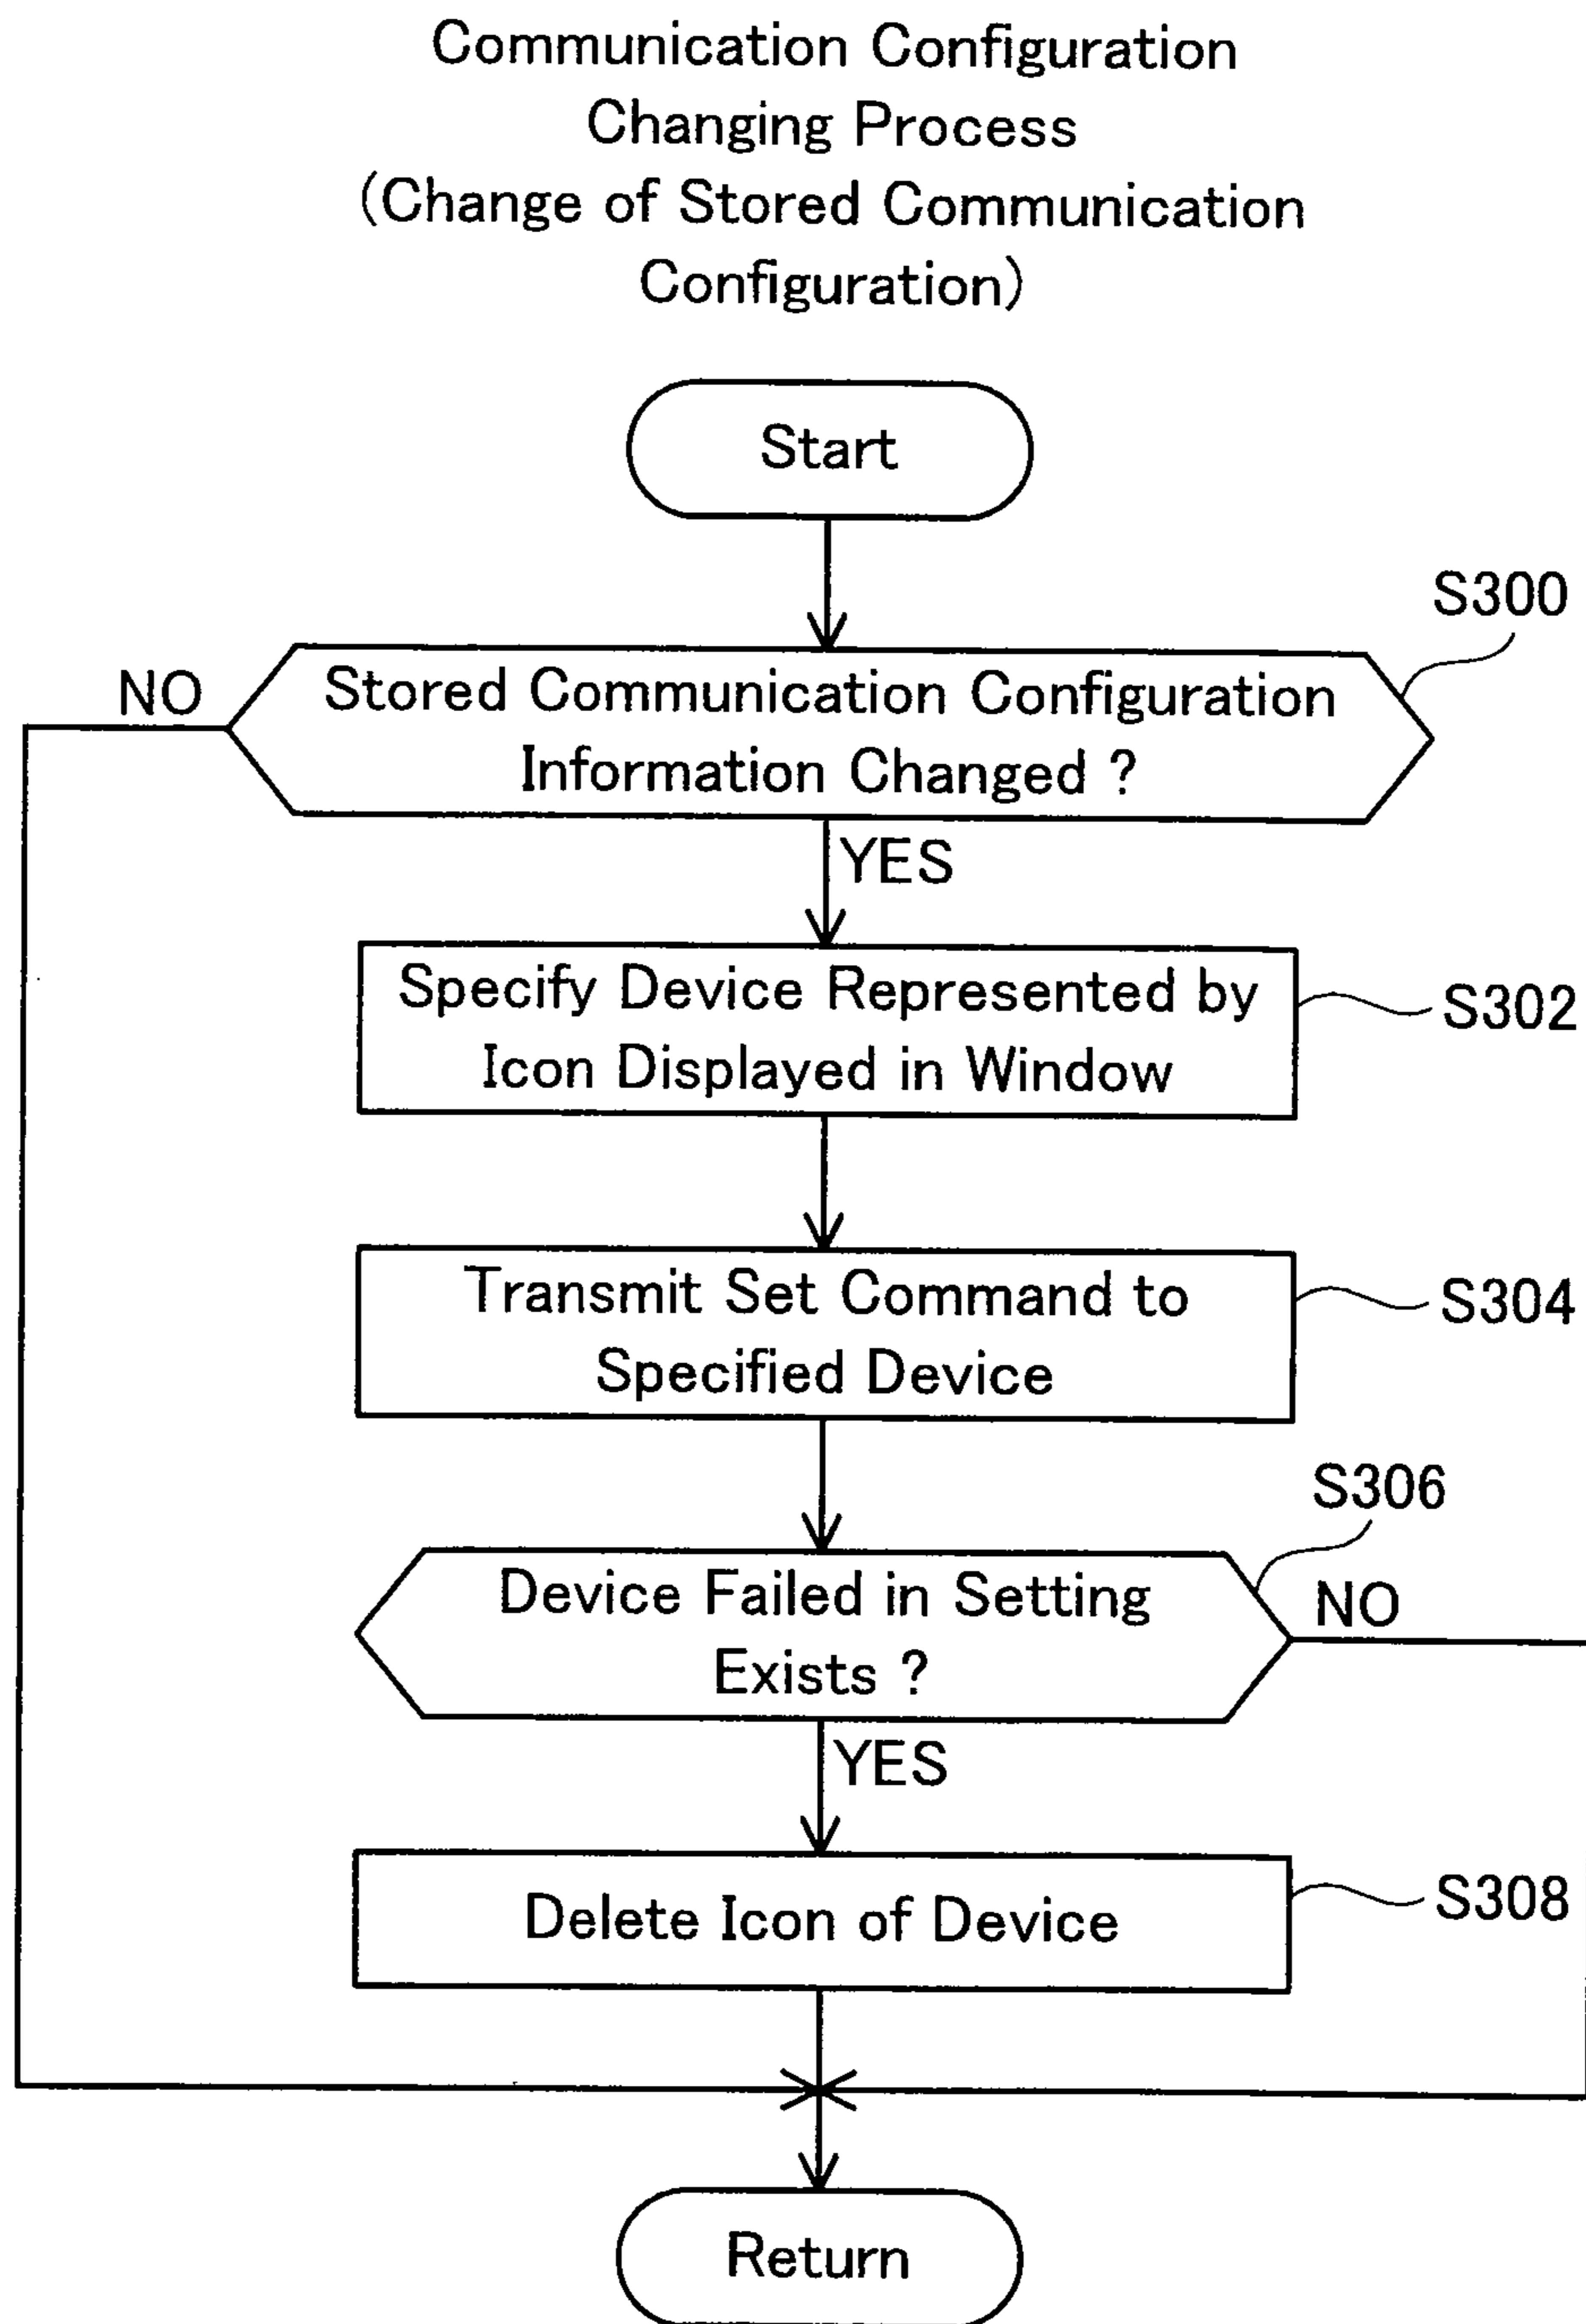 Communication Configuration
Changing Process
(Change of Stored Communication
Configuration)
Start
S300
NO
Stored Communication Configuration
Information Changed ?
YES
Specify Device Represented by
Icon Displayed in Window
S302
Transmit Set Command to
Specified Device
S304
S306
Device Failed in Setting
Exists ?
NO
YES
Delete Icon of Device
S308
Return